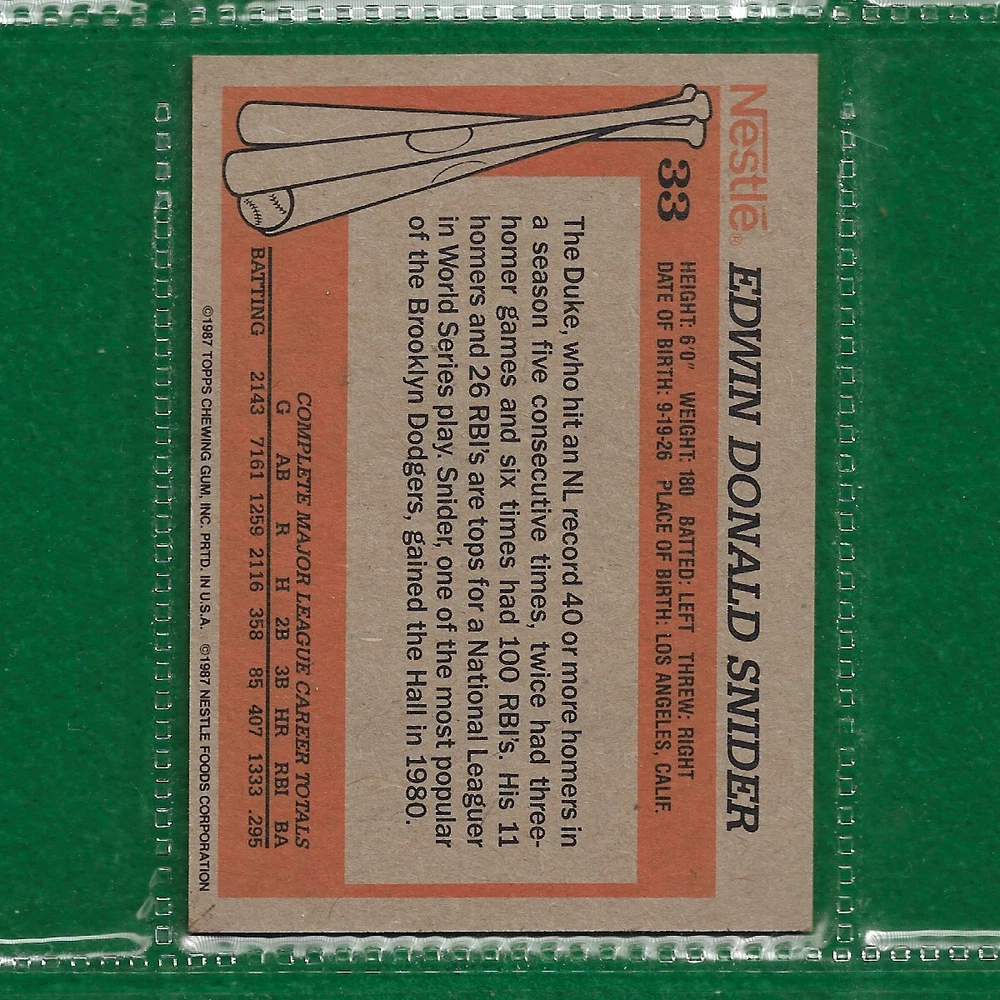 Nestlé®
33
EDWIN DONALD SNIDER
HEIGHT: 6'0" WEIGHT: 180 BATTED: LEFT THREW: RIGHT
DATE OF BIRTH: 9-19-26 PLACE OF BIRTH: LOS ANGELES, CALIF.
The Duke, who hit an NL record 40 or more homers in
a season five consecutive times, twice had three-
homer games and six times had 100 RBI's. His 11
homers and 26 RBI's are tops for a National Leaguer
in World Series play. Snider, one of the most popular
of the Brooklyn Dodgers, gained the Hall in 1980.
COMPLETE MAJOR LEAGUE CAREER TOTALS
G AB R H 2B 3B HR RBI BA
BATTING 2143 7161 1259 2116 358 85 407 1333 .295
©1987 TOPPS CHEWING GUM, INC. PRTD. IN U.S.A. ©1987 NESTLE FOODS CORPORATION